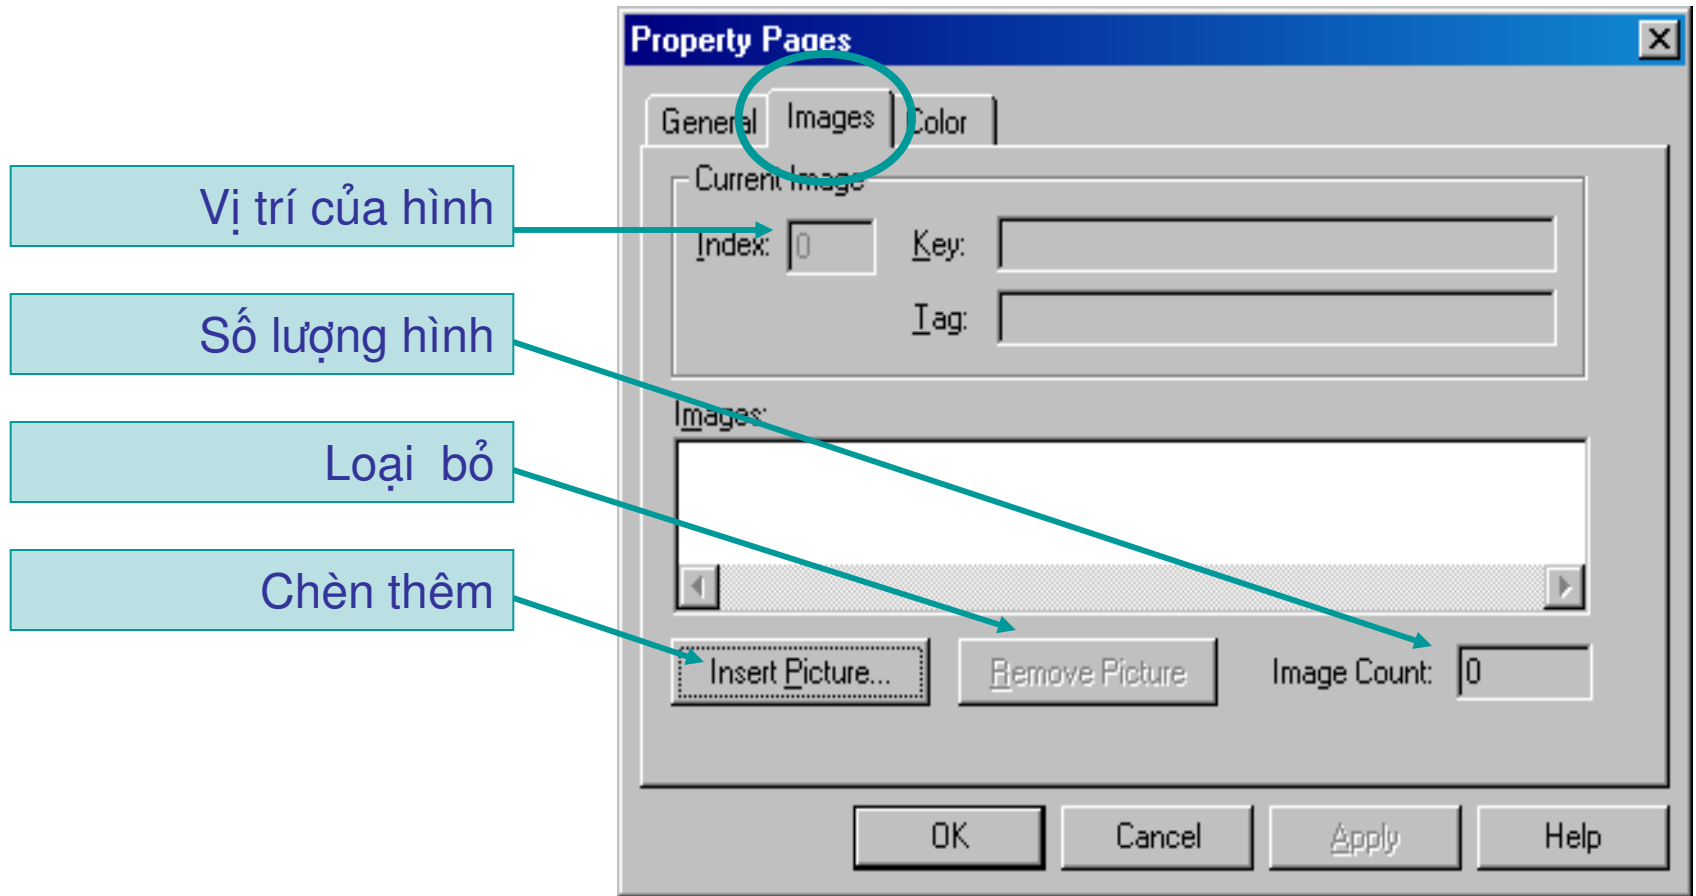 Property Pages
General Images Color
Current Image
Vị trí của hình
Index: 0 Key:
Tag:
Số lượng hình
Images:
Loại bỏ
Chèn thêm
Insert Picture... Remove Picture Image Count: 0
OK Cancel Apply Help